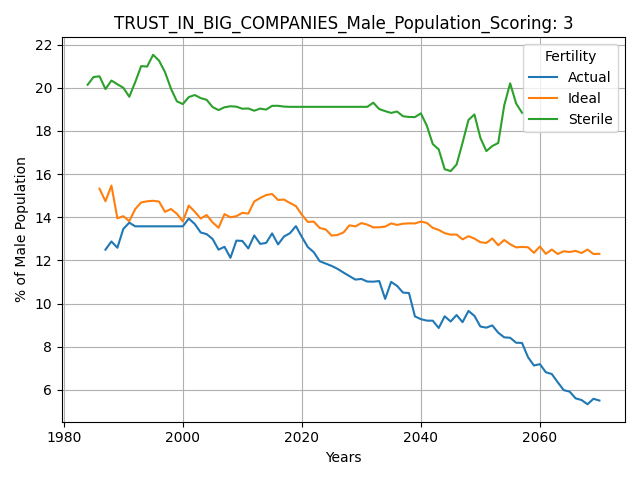 TRUST_IN_BIG_COMPANIES_Male_Population_Scoring: 3
% of Male Population
22
20
18
16
14
12
10
8
6
Fertility
Actual
Ideal
Sterile
1980
2000
2020
2040
2060
Years